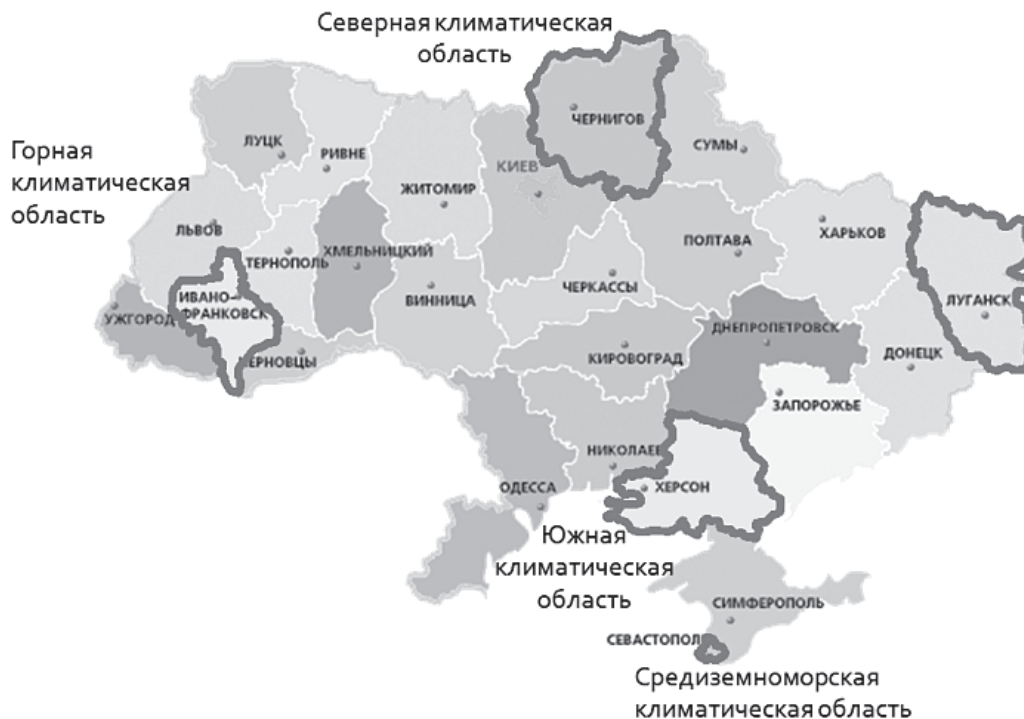 Северная климатическая
область
Горная
климатическая
область
ЧЕРНИГОВ
ЛУЦК
РИВНЕ
КИЕВ
СУМЫ
ЖИТОМИР
ЛЬВОВ
ТЕРНОПОЛЬ
ХМЕЛЬНИЦКИЙ
ПОЛТАВА
ХАРЬКОВ
ЧЕРКАССЫ
ВИННИЦА
ИВАНО-
ФРАНКОВСК
УЖГОРОД
ЛУГАНСК
ДНЕПРОПЕТРОВСК
ЧЕРНОВЦЫ
КИРОВОГРАД
ДОНЕЦК
ЗАПОРОЖЬЕ
НИКОЛАЕВ
ОДЕССА
ХЕРСОН
Южная
климатическая
область
СИМФЕРОПОЛЬ
СЕВАСТОПОЛ
Средиземноморская
климатическая область